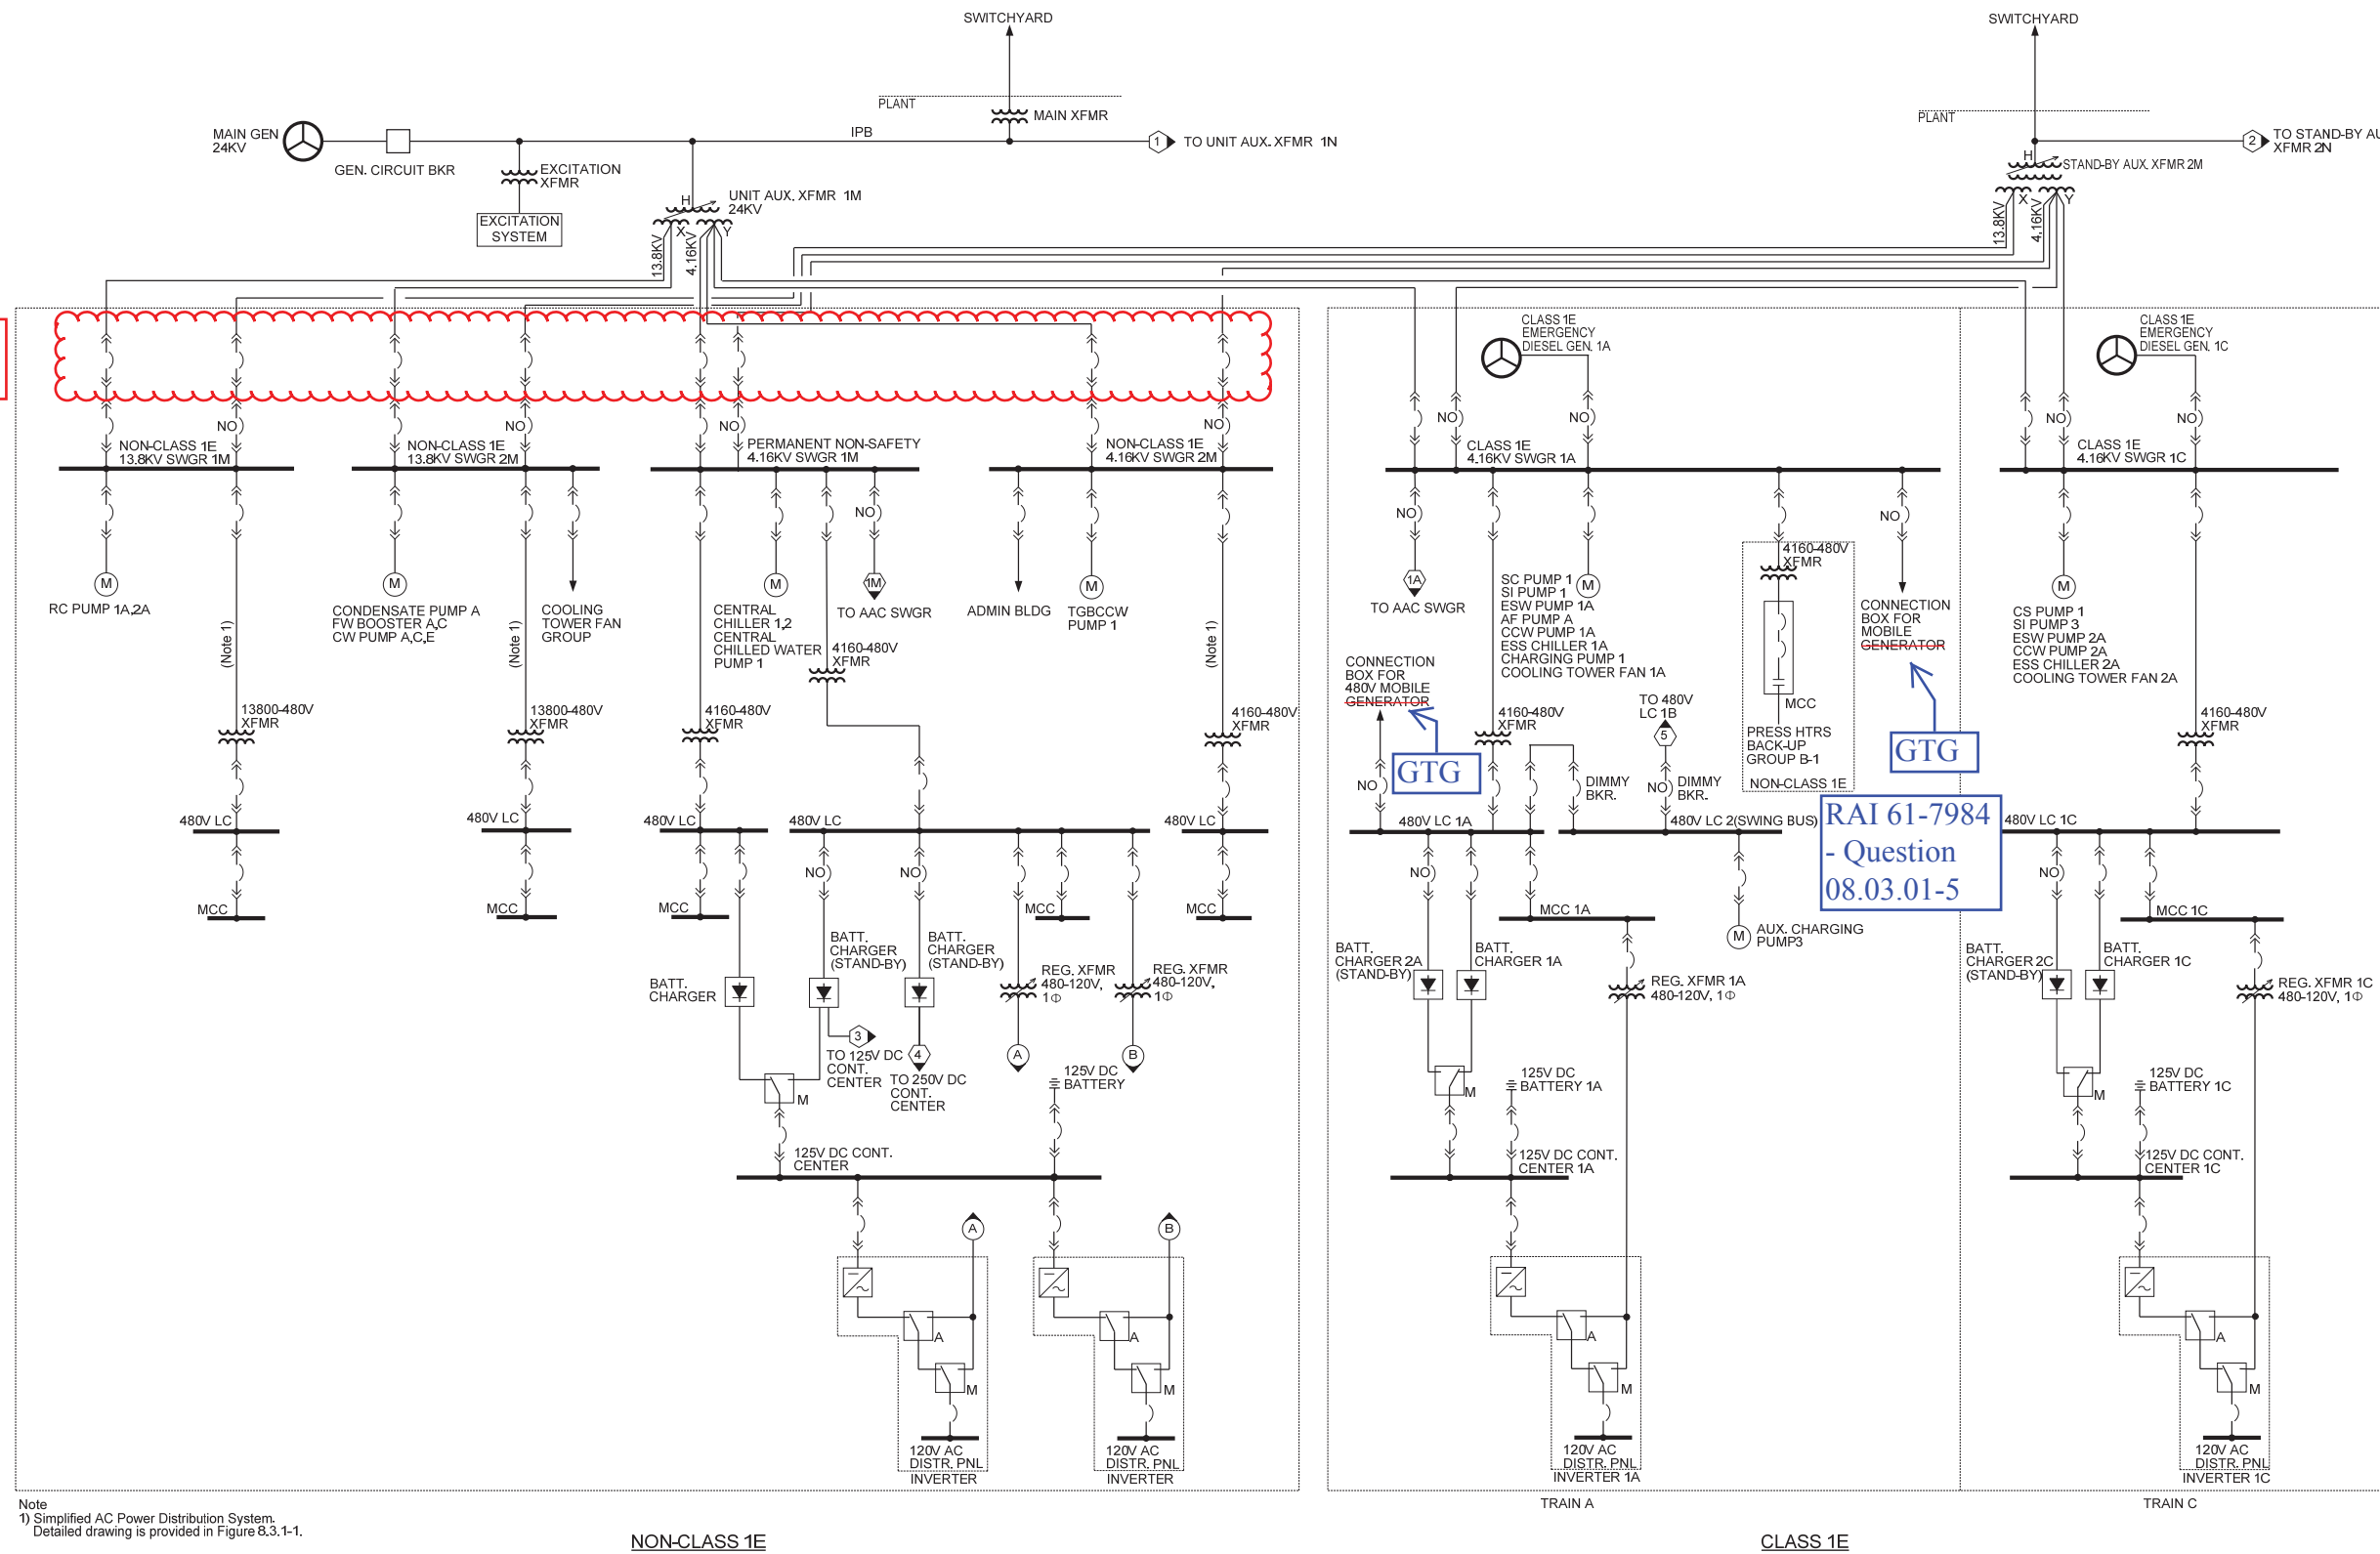 SWITCHYARD
SWITCHYARD
PLANT
MAIN XFMR
PLANT
MAIN GEN
24KV
GEN. CIRCUIT BKR
IPB
1
TO UNIT AUX. XFMR 1N
2
TO STAND-BY AU
XFMR 2N
EXCITATION
XFMR
EXCITATION
SYSTEM
H
UNIT AUX. XFMR 1M
24KV
X
Y
13.8KV
4.16KV
H
STAND-BY AUX. XFMR 2M
X
Y
13.8KV
4.16KV
CLASS 1E
EMERGENCY
DIESEL GEN. 1A
CLASS 1E
EMERGENCY
DIESEL GEN. 1C
NO
NO
NO
NO
NO
NO
NO
NO
NON-CLASS 1E
13.8KV SWGR 1M
NON-CLASS 1E
13.8KV SWGR 2M
PERMANENT NON-SAFETY
4.16KV SWGR 1M
NON-CLASS 1E
4.16KV SWGR 2M
CLASS 1E
4.16KV SWGR 1A
CLASS 1E
4.16KV SWGR 1C
NO
NO
NO
M
RC PUMP 1A,2A
M
CONDENSATE PUMP A
FW BOOSTER A,C
CW PUMP A,C,E
COOLING
TOWER FAN
GROUP
M
CENTRAL
CHILLER 1,2
CENTRAL
CHILLED WATER
PUMP 1
1M
TO AAC SWGR
ADMIN BLDG
M
TGBCCW
PUMP 1
1A
TO AAC SWGR
M
SC PUMP 1
SI PUMP 1
ESW PUMP 1A
AF PUMP A
CCW PUMP 1A
ESS CHILLER 1A
CHARGING PUMP 1
COOLING TOWER FAN 1A
4160-480V
XFMR
MCC
PRESS HTRS
BACK-UP
GROUP B-1
NON-CLASS 1E
CONNECTION
BOX FOR
MOBILE
GENERATOR
GTG
M
CS PUMP 1
SI PUMP 3
ESW PUMP 2A
CCW PUMP 2A
ESS CHILLER 2A
COOLING TOWER FAN 2A
(Note 1)
(Note 1)
(Note 1)
4160-480V
XFMR
CONNECTION
BOX FOR
480V MOBILE
GENERATOR
GTG
13800-480V
XFMR
13800-480V
XFMR
4160-480V
XFMR
4160-480V
XFMR
4160-480V
XFMR
TO 480V
LC 1B
5
4160-480V
XFMR
NO
DIMMY
BKR.
NO
DIMMY
BKR.
480V LC
480V LC
480V LC
480V LC
480V LC
480V LC 1A
480V LC 2(SWING BUS)
480V LC 1C
RAI 61-7984
- Question
08.03.01-5
NO
NO
NO
NO
MCC
MCC
MCC
MCC
MCC
MCC 1A
MCC 1C
M
AUX. CHARGING
PUMP3
BATT.
CHARGER
BATT.
CHARGER
(STAND-BY)
BATT.
CHARGER
(STAND-BY)
REG. XFMR
480-120V,
1Φ
REG. XFMR
480-120V,
1Φ
BATT.
CHARGER 2A
(STAND-BY)
BATT.
CHARGER 1A
REG. XFMR 1A
480-120V, 1Φ
BATT.
CHARGER 2C
(STAND-BY)
BATT.
CHARGER 1C
REG. XFMR 1C
480-120V, 1Φ
3
TO 125V DC
CONT.
CENTER
4
TO 250V DC
CONT.
CENTER
A
B
M
125V DC
BATTERY
M
125V DC
BATTERY 1A
M
125V DC
BATTERY 1C
125V DC CONT.
CENTER
125V DC CONT.
CENTER 1A
125V DC CONT.
CENTER 1C
A
B
A
M
A
M
A
M
A
M
120V AC
DISTR. PNL
INVERTER
120V AC
DISTR. PNL
INVERTER
120V AC
DISTR. PNL
INVERTER 1A
120V AC
DISTR. PNL
INVERTER 1C
TRAIN A
TRAIN C
Note
1) Simplified AC Power Distribution System.
Detailed drawing is provided in Figure 8.3.1-1.
NON-CLASS 1E
CLASS 1E